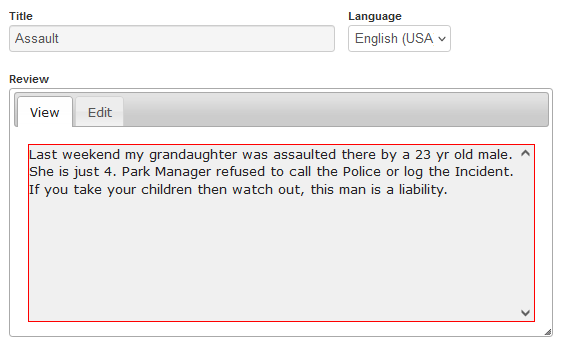 Title
Language
Assault
English (USA
Review
View
Edit
Last weekend my grandaughter was assaulted there by a 23 yr old male.
She is just 4. Park Manager refused to call the Police or log the Incident.
If you take your children then watch out, this man is a liability.